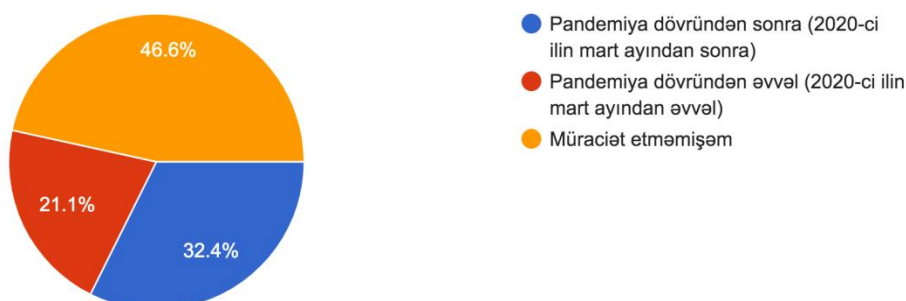 46.6%
21.1%
32.4%
Pandemiya dövründən sonra (2020-ci
ilin mart ayından sonra)
Pandemiya dövründən əvvəl (2020-ci ilin
mart ayından əvvəl)
Müraciət etməmişəm